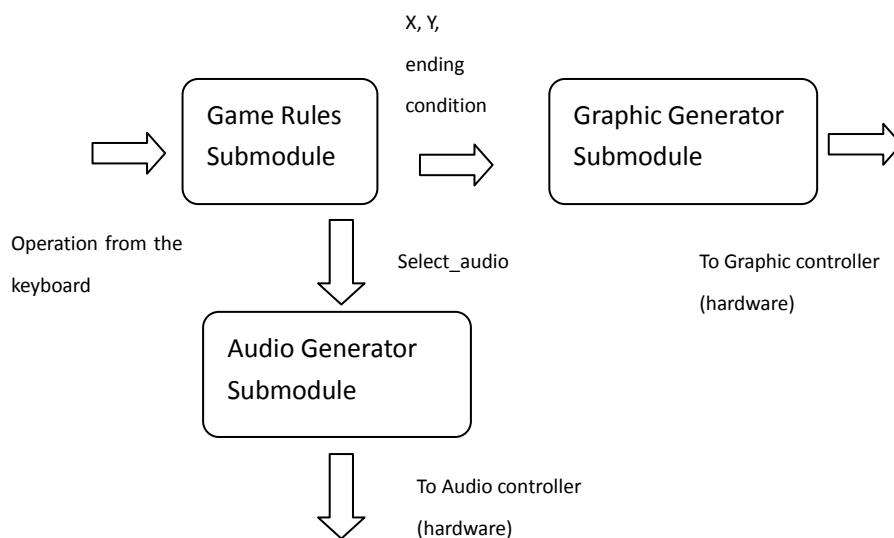 X, Y,
ending
condition
Game Rules
Submodule
Graphic Generator
Submodule
Operation from the
keyboard
Select_audio
To Graphic controller
(hardware)
Audio Generator
Submodule
To Audio controller
(hardware)